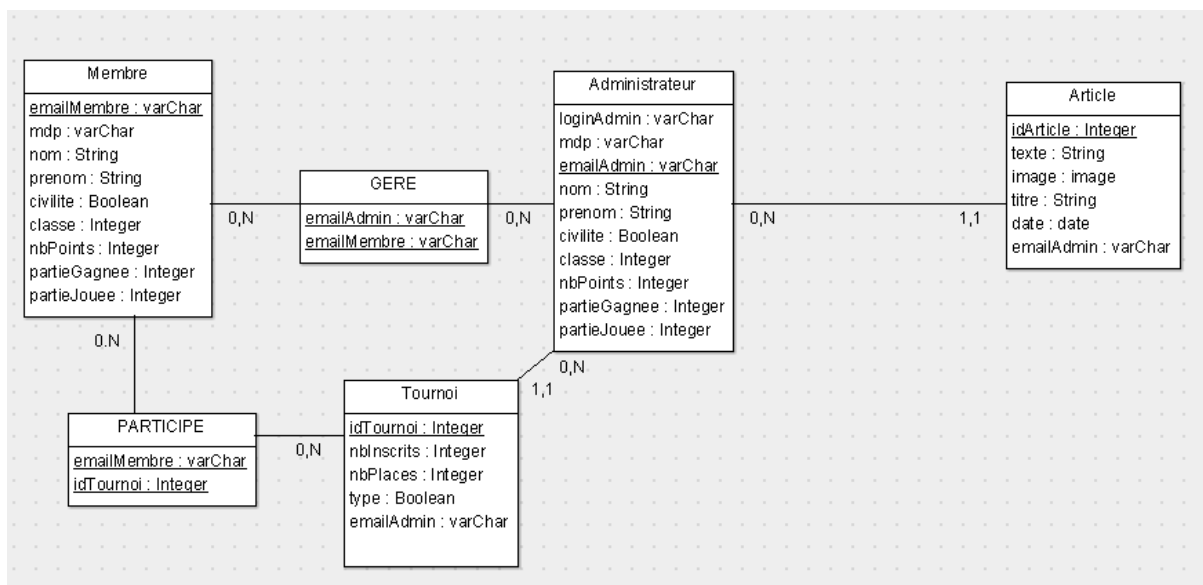 Membre
emailMembre : varChar
mdp : varChar
nom : String
prenom : String
civilite : Boolean
classe : Integer
nbPoints : Integer
partieGagnee : Integer
partieJouee : Integer
0,N
GERE
emailAdmin : varChar
emailMembre : varChar
0,N
Administrateur
loginAdmin : varChar
mdp : varChar
emailAdmin : varChar
nom : String
prenom : String
civilite : Boolean
classe : Integer
nbPoints : Integer
partieGagnee : Integer
partieJouee : Integer
0,N
1,1
Article
idArticle : Integer
texte : String
image : image
titre : String
date : date
emailAdmin : varChar
0.N
PARTICIPE
emailMembre : varChar
idTournoi : Integer
0,N
Tournoi
idTournoi : Integer
nbInscrits : Integer
nbPlaces : Integer
type : Boolean
emailAdmin : varChar
1,1
0,N